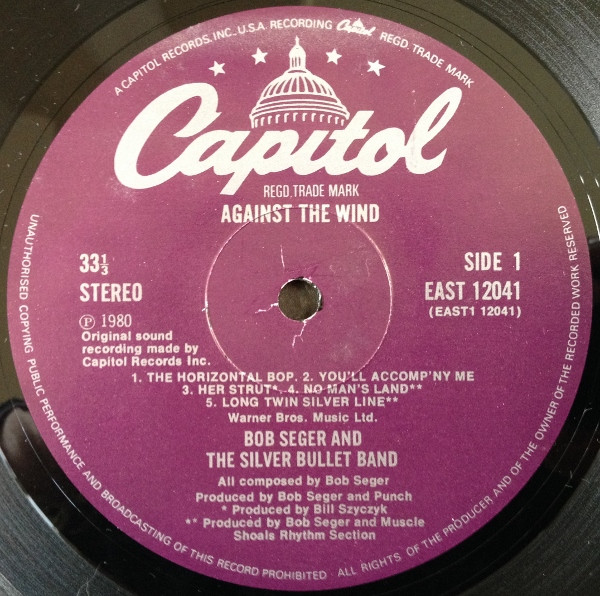 A CAPITOL RECORDS, INC., U.S.A. RECORDING Capitol REGD. TRADE MARK
Capitol
REGD. TRADE MARK
AGAINST THE WIND
33⅓
STEREO
SIDE 1
EAST 12041
(EAST1 12041)
Ⓟ 1980
Original sound
recording made by
Capitol Records Inc.
1. THE HORIZONTAL BOP. 2. YOU'LL ACCOMP'NY ME
3. HER STRUT*. 4. NO MAN'S LAND**
5. LONG TWIN SILVER LINE**
Warner Bros. Music Ltd.
BOB SEGER AND
THE SILVER BULLET BAND
All composed by Bob Seger
Produced by Bob Seger and Punch
* Produced by Bill Szyczyk
** Produced by Bob Seger and Muscle
Shoals Rhythm Section
UNAUTHORISED COPYING PUBLIC PERFORMANCE AND BROADCASTING OF THIS RECORD PROHIBITED · ALL RIGHTS OF THE PRODUCER AND OF THE OWNER OF THE RECORDED WORK RESERVED